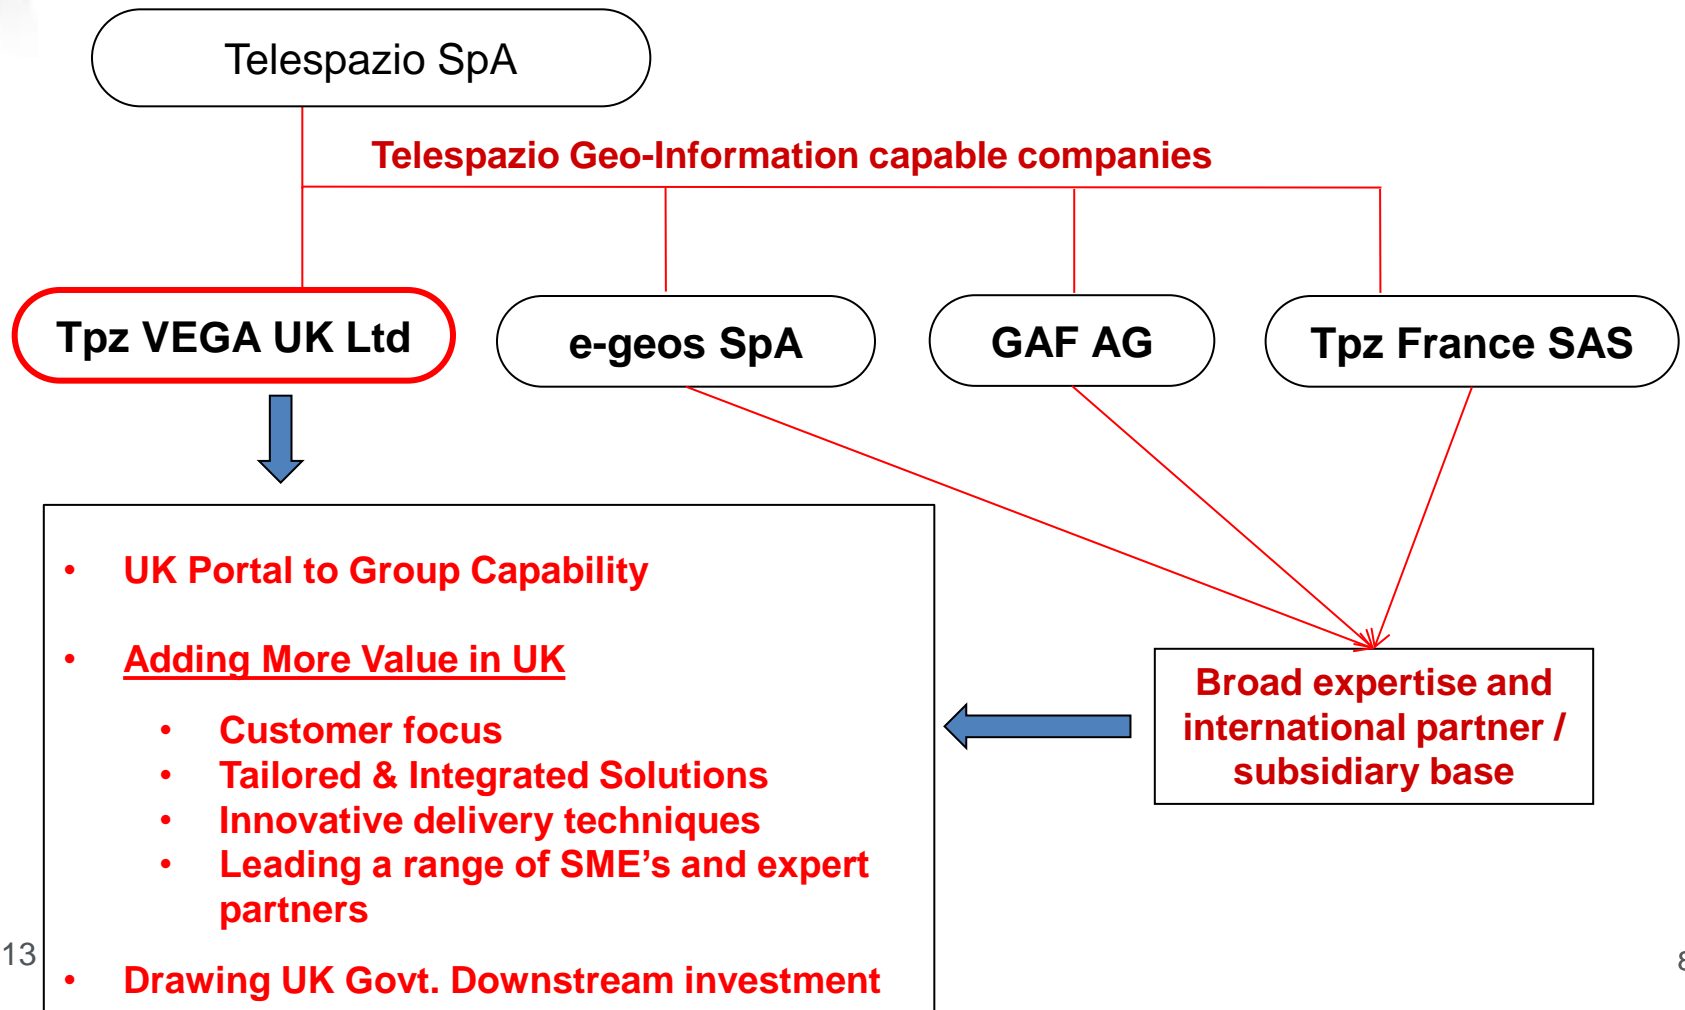 Telespazio SpA
Telespazio Geo-Information capable companies
Tpz VEGA UK Ltd
e-geos SpA
GAF AG
Tpz France SAS
• UK Portal to Group Capability
• Adding More Value in UK
• Customer focus
• Tailored & Integrated Solutions
• Innovative delivery techniques
• Leading a range of SME’s and expert
partners
• Drawing UK Govt. Downstream investment
Broad expertise and
international partner /
subsidiary base
13